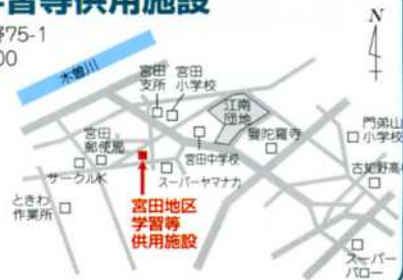 学習等供用施設
野75-1
00
N
木曽川
宮田
支所
宮田
小学校
江南
団地
門弟山
小学校
宮田
郵便局
宮田中学校
曼陀羅寺
古知野高
サークルK
スーパーヤマナカ
ときわ
作業所
宮田地区
学習等
供用施設
スーパー
バロー